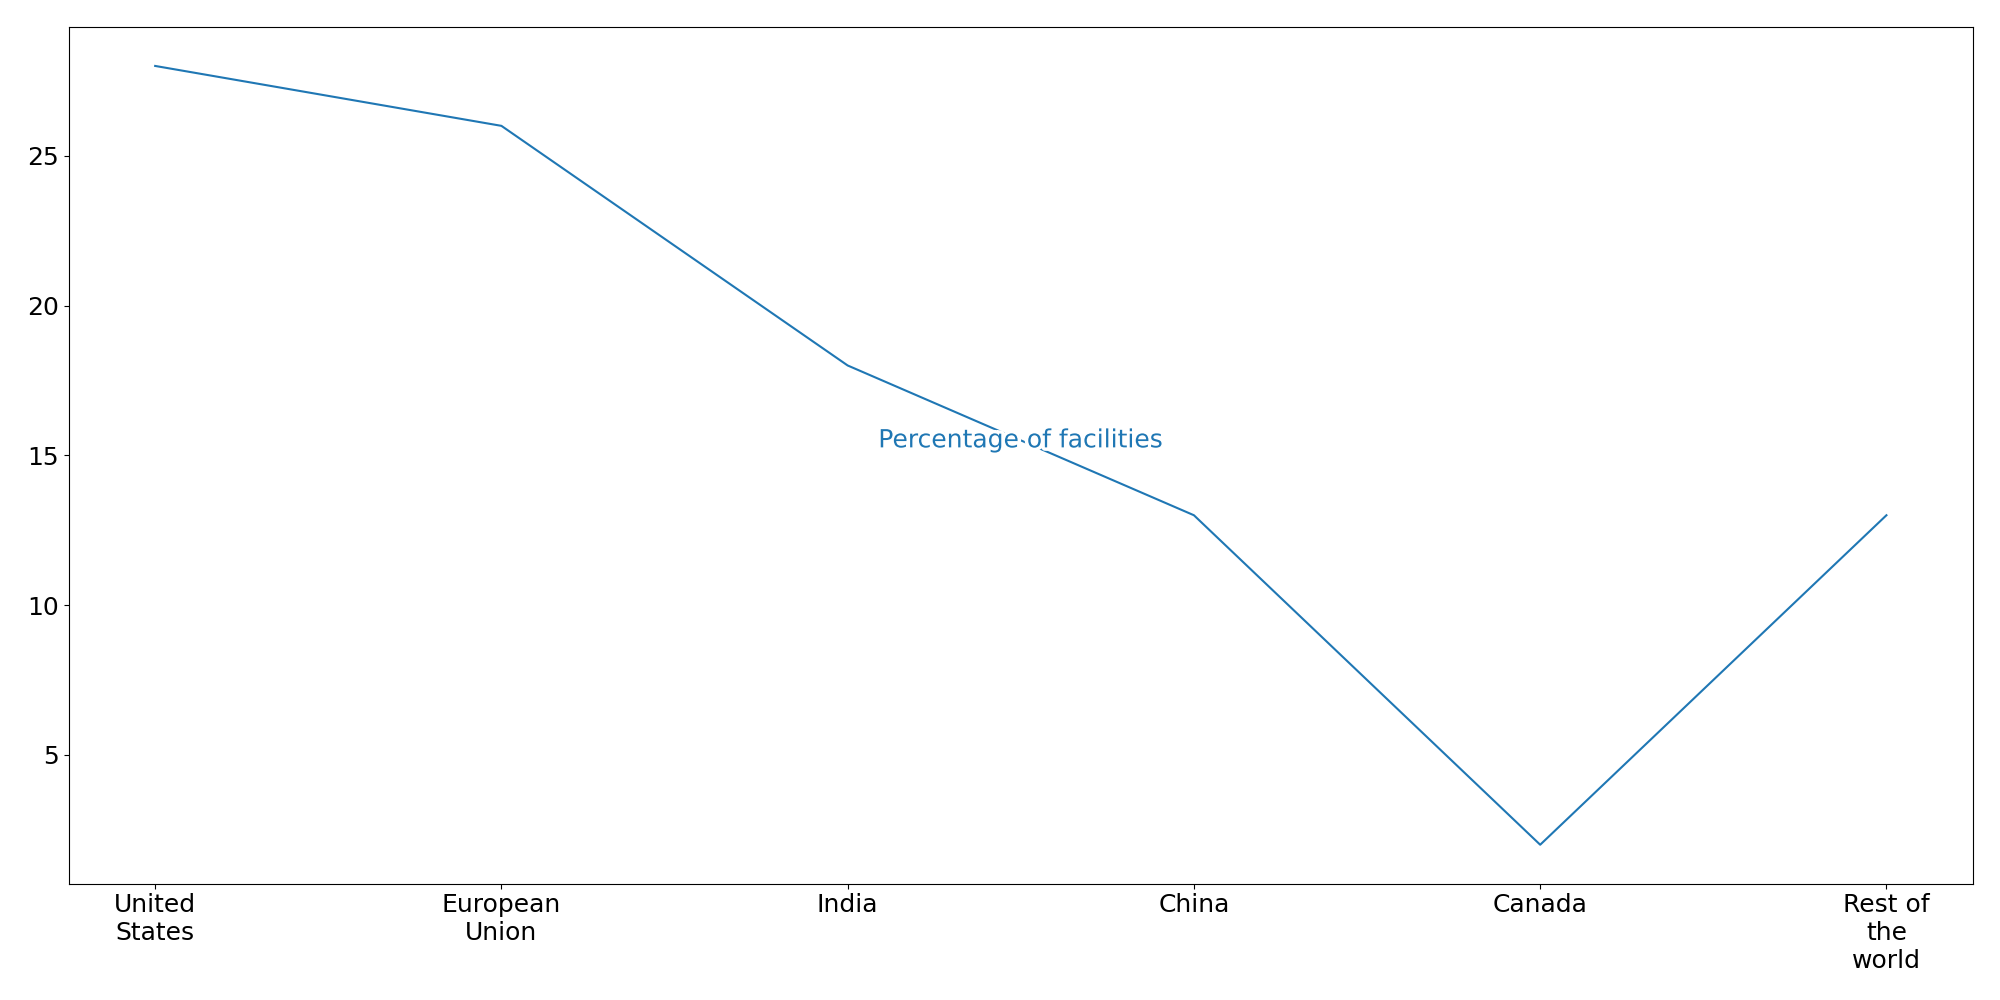 25
20
15
10
5
Percentage of facilities
United
States
European
Union
India
China
Canada
Rest of
the
world